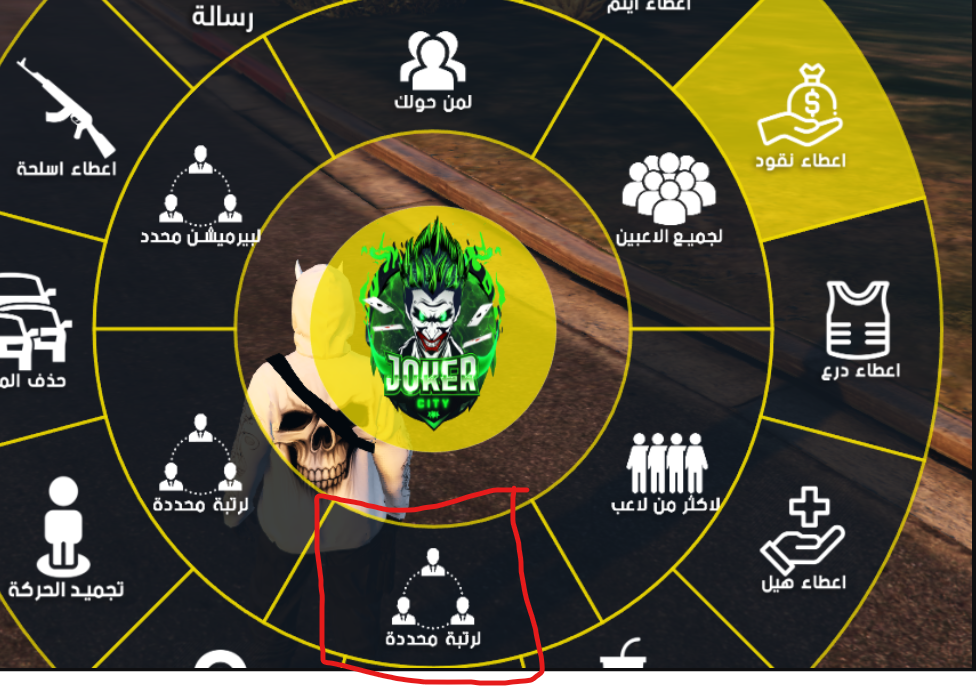 رسالة
اعطاء ايتم
لمن حولك
اعطاء نقود
اعطاء اسلحة
لبيرميشن محدد
لجميع الاعبين
JOKER
CITY
حذف الم
اعطاء درع
لرتبة محددة
لاكثر من لاعب
تجميد الحركة
اعطاء هيل
لرتبة محددة